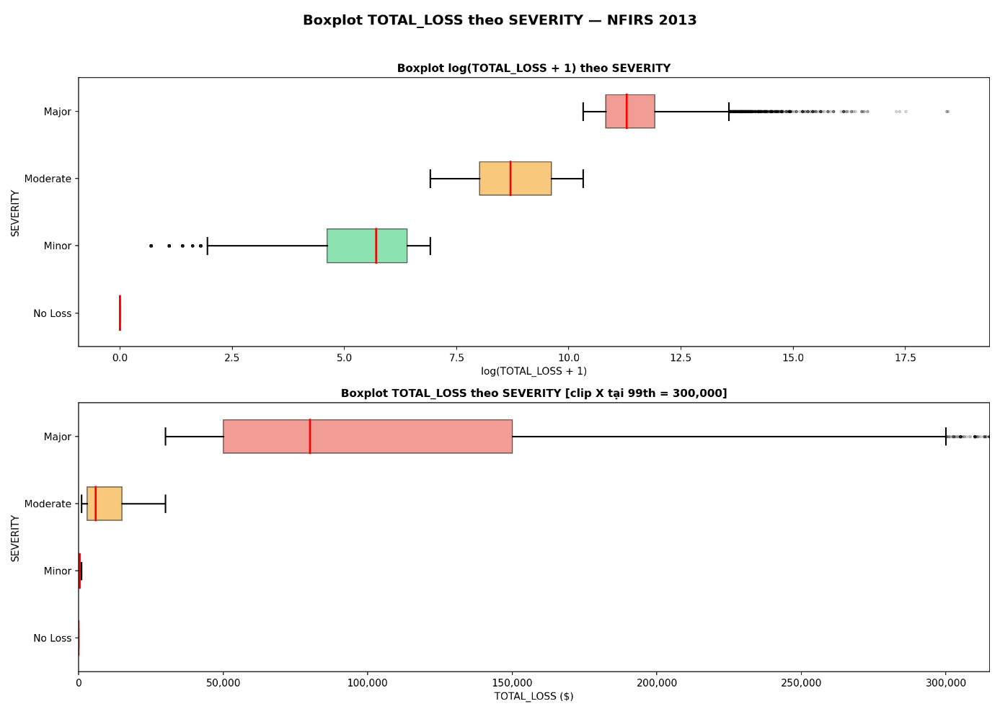 Boxplot TOTAL_LOSS theo SEVERITY — NFIRS 2013
Boxplot log(TOTAL_LOSS + 1) theo SEVERITY
SEVERITY
Major
Moderate
Minor
No Loss
0.0 2.5 5.0 7.5 10.0 12.5 15.0 17.5
log(TOTAL_LOSS + 1)
Boxplot TOTAL_LOSS theo SEVERITY [clip X tại 99th = 300,000]
SEVERITY
Major
Moderate
Minor
No Loss
0 50,000 100,000 150,000 200,000 250,000 300,000
TOTAL_LOSS ($)